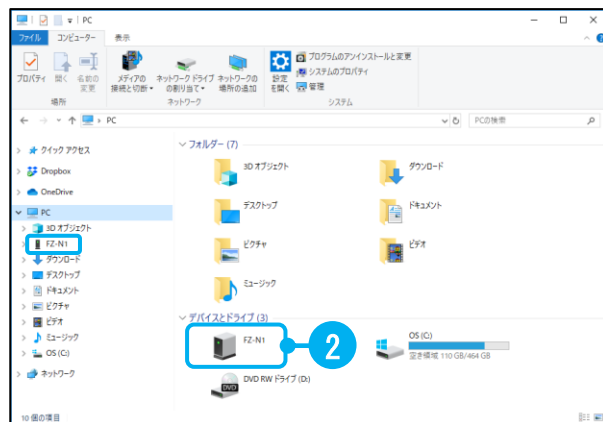 PC
ファイル コンピューター 表示
プロパティ 開く 名前の変更 メディアの接続と切断 ネットワーク ドライブの割り当て ネットワークの場所の追加 設定を開く
プログラムのアンインストールと変更
システムのプロパティ
管理
場所 ネットワーク システム
PC PCの検索
クイック アクセス
Dropbox
OneDrive
PC
3D オブジェクト
FZ-N1
ダウンロード
デスクトップ
ドキュメント
ピクチャ
ビデオ
ミュージック
OS (C:)
ネットワーク
フォルダー (7)
3D オブジェクト ダウンロード
デスクトップ ドキュメント
ピクチャ ビデオ
ミュージック
デバイスとドライブ (3)
FZ-N1 2 OS (C:)
空き領域 110 GB/464 GB
DVD DVD RW ドライブ (D:)
10 個の項目